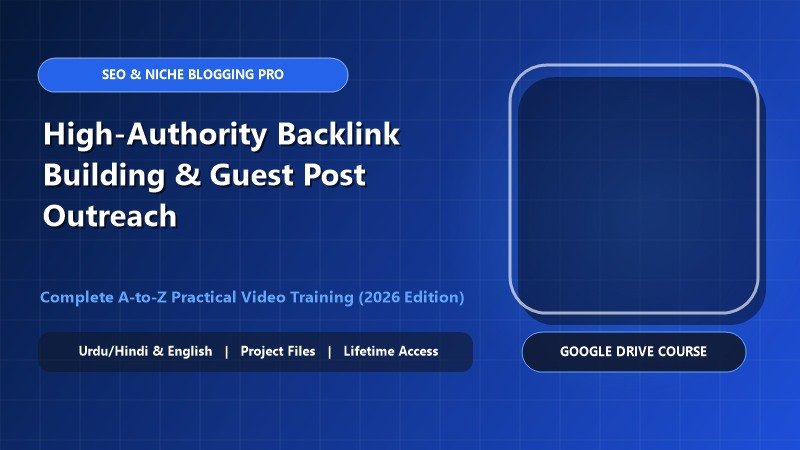 SEO & NICHE BLOGGING PRO
High-Authority Backlink
Building & Guest Post
Outreach
Complete A-to-Z Practical Video Training (2026 Edition)
Urdu/Hindi & English | Project Files | Lifetime Access
GOOGLE DRIVE COURSE